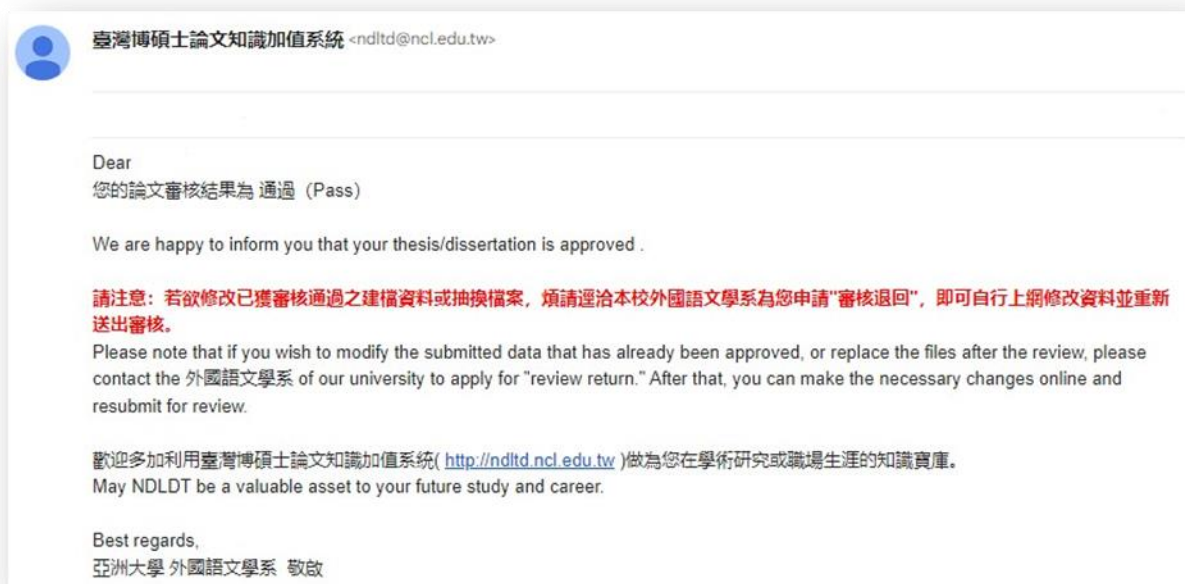 臺灣博碩士論文知識加值系統 <ndltd@ncl.edu.tw>
Dear
您的論文審核結果為 通過（Pass）
We are happy to inform you that your thesis/dissertation is approved .
請注意：若欲修改已獲審核通過之建檔資料或抽換檔案，煩請逕洽本校外國語文學系為您申請"審核退回"，即可自行上網修改資料並重新
送出審核。
Please note that if you wish to modify the submitted data that has already been approved, or replace the files after the review, please
contact the 外國語文學系 of our university to apply for "review return." After that, you can make the necessary changes online and
resubmit for review.
歡迎多加利用臺灣博碩士論文知識加值系統( http://ndltd.ncl.edu.tw )做為您在學術研究或職場生涯的知識寶庫。
May NDLDT be a valuable asset to your future study and career.
Best regards,
亞洲大學 外國語文學系 敬啟